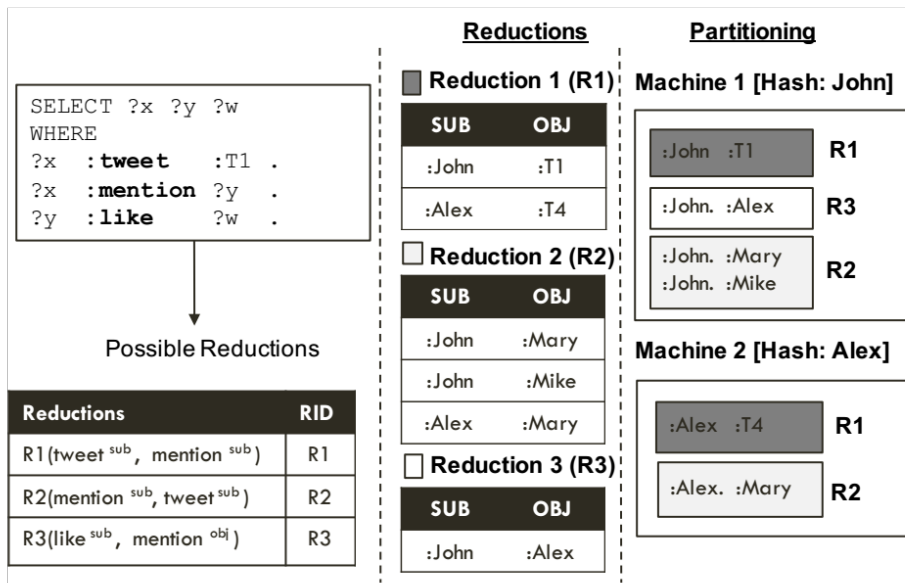 SELECT ?x ?y ?w
WHERE
?x :tweet :T1 .
?x :mention ?y .
?y :like ?w .
Possible Reductions
Reductions RID
R1(tweet sub, mention sub) R1
R2(mention sub, tweet sub) R2
R3(like sub, mention obj) R3
Reductions
Reduction 1 (R1)
SUB OBJ
:John :T1
:Alex :T4
Reduction 2 (R2)
SUB OBJ
:John :Mary
:John :Mike
:Alex :Mary
Reduction 3 (R3)
SUB OBJ
:John :Alex
Partitioning
Machine 1 [Hash: John]
:John :T1 R1
:John. :Alex R3
:John. :Mary
:John. :Mike
R2
Machine 2 [Hash: Alex]
:Alex :T4 R1
:Alex. :Mary R2